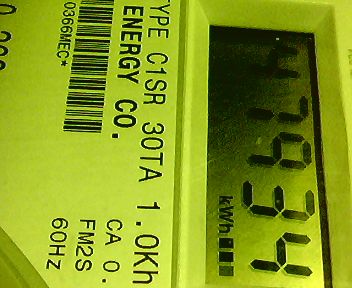 47934
kWh
TYPE C1SR 30TA 1.0Kh
ENERGY CO. CA 0.
FM2S
0366MEC* 60Hz